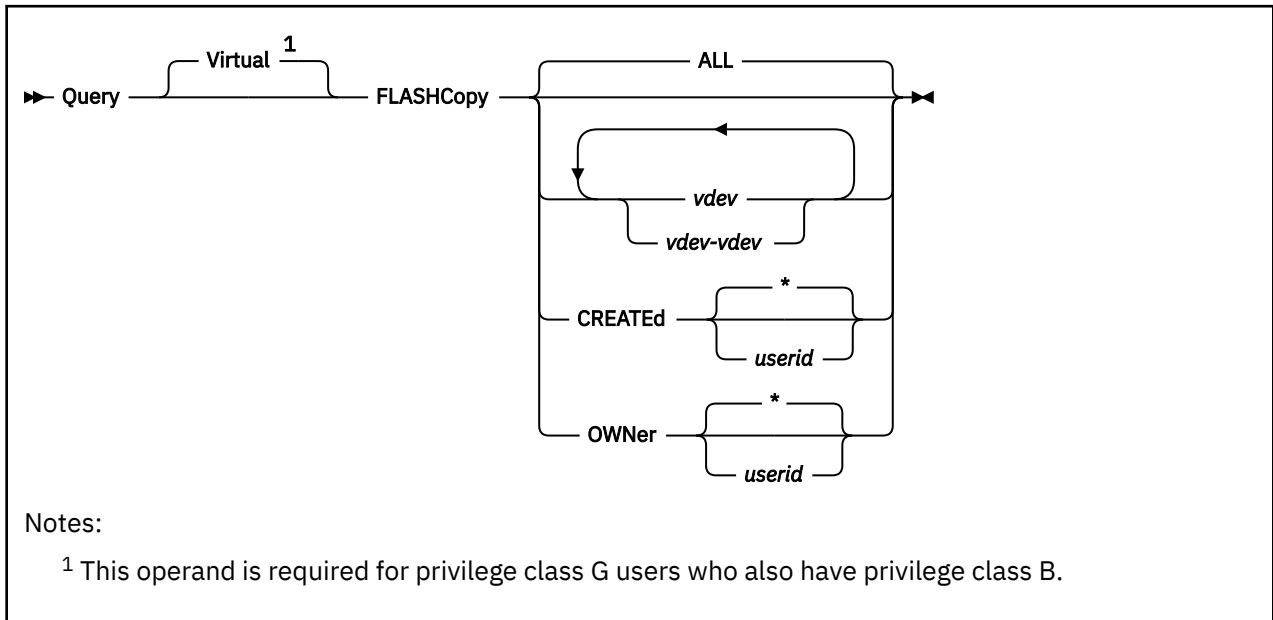 Virtual 1
ALL
Query FLASHCopy
vdev
vdev-vdev
*
CREATEd
userid
*
OWNer
userid
Notes:
1 This operand is required for privilege class G users who also have privilege class B.